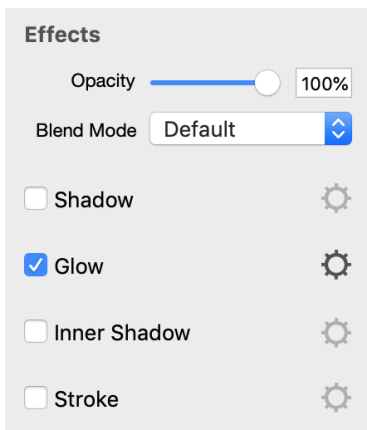 Effects
Opacity 100%
Blend Mode Default
Shadow
Glow
Inner Shadow
Stroke